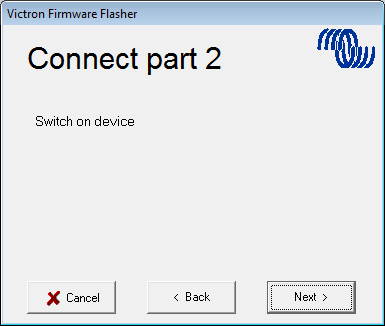 Victron Firmware Flasher
Connect part 2
Switch on device
Cancel
< Back
Next >